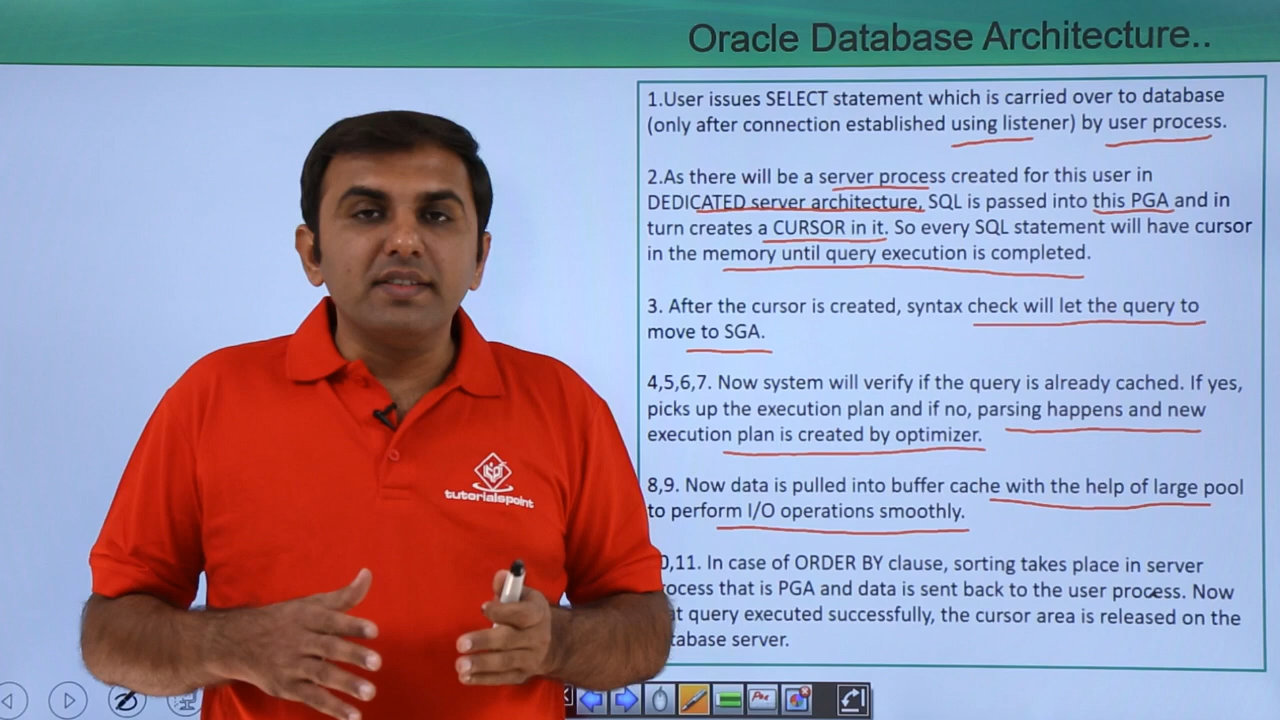 Oracle Database Architecture..
1.User issues SELECT statement which is carried over to database
(only after connection established using listener) by user process.
2.As there will be a server process created for this user in
DEDICATED server architecture, SQL is passed into this PGA and in
turn creates a CURSOR in it. So every SQL statement will have cursor
in the memory until query execution is completed.
3. After the cursor is created, syntax check will let the query to
move to SGA.
4,5,6,7. Now system will verify if the query is already cached. If yes,
picks up the execution plan and if no, parsing happens and new
execution plan is created by optimizer.
8,9. Now data is pulled into buffer cache with the help of large pool
to perform I/O operations smoothly.
0,11. In case of ORDER BY clause, sorting takes place in server
ocess that is PGA and data is sent back to the user process. Now
at query executed successfully, the cursor area is released on the
tabase server.
tutorialspoint